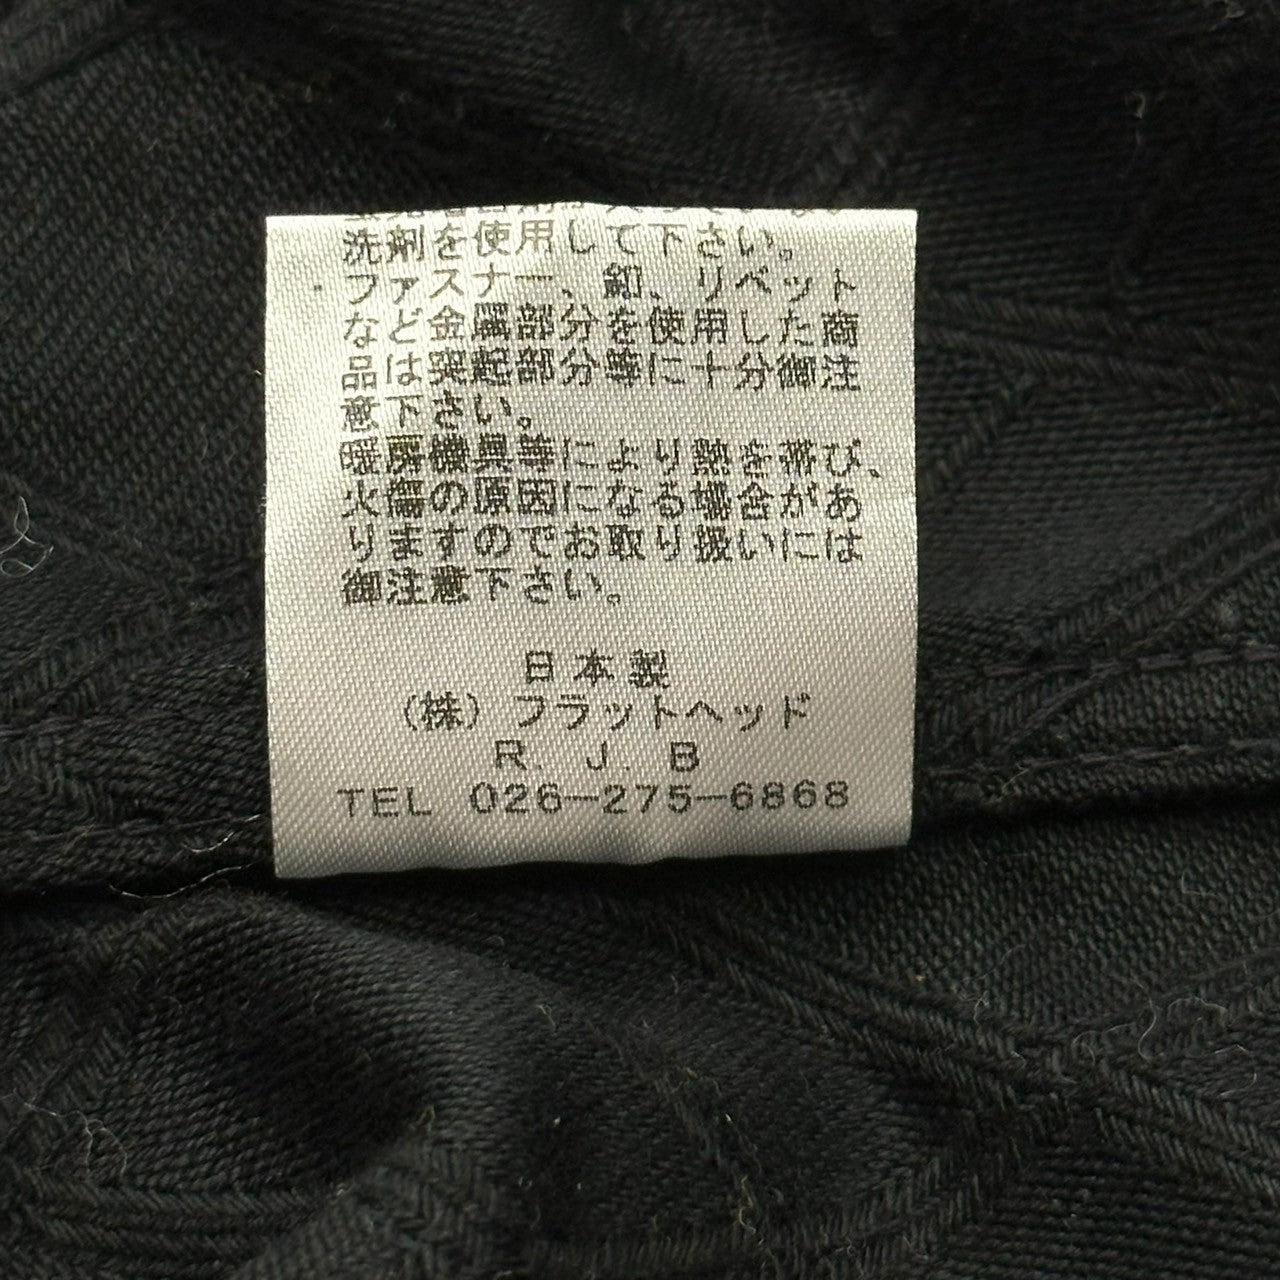 洗剤を使用して下さい。
ファスナー、釦、リベット
など金属部分を使用した商
品は突起部分等に十分御注
意下さい。
暖房機具等により熱を帯び、
火傷の原因になる場合があ
りますのでお取り扱いには
御注意下さい。
日本製
（株）フラットヘッド
R. J. B
TEL 026-275-6868